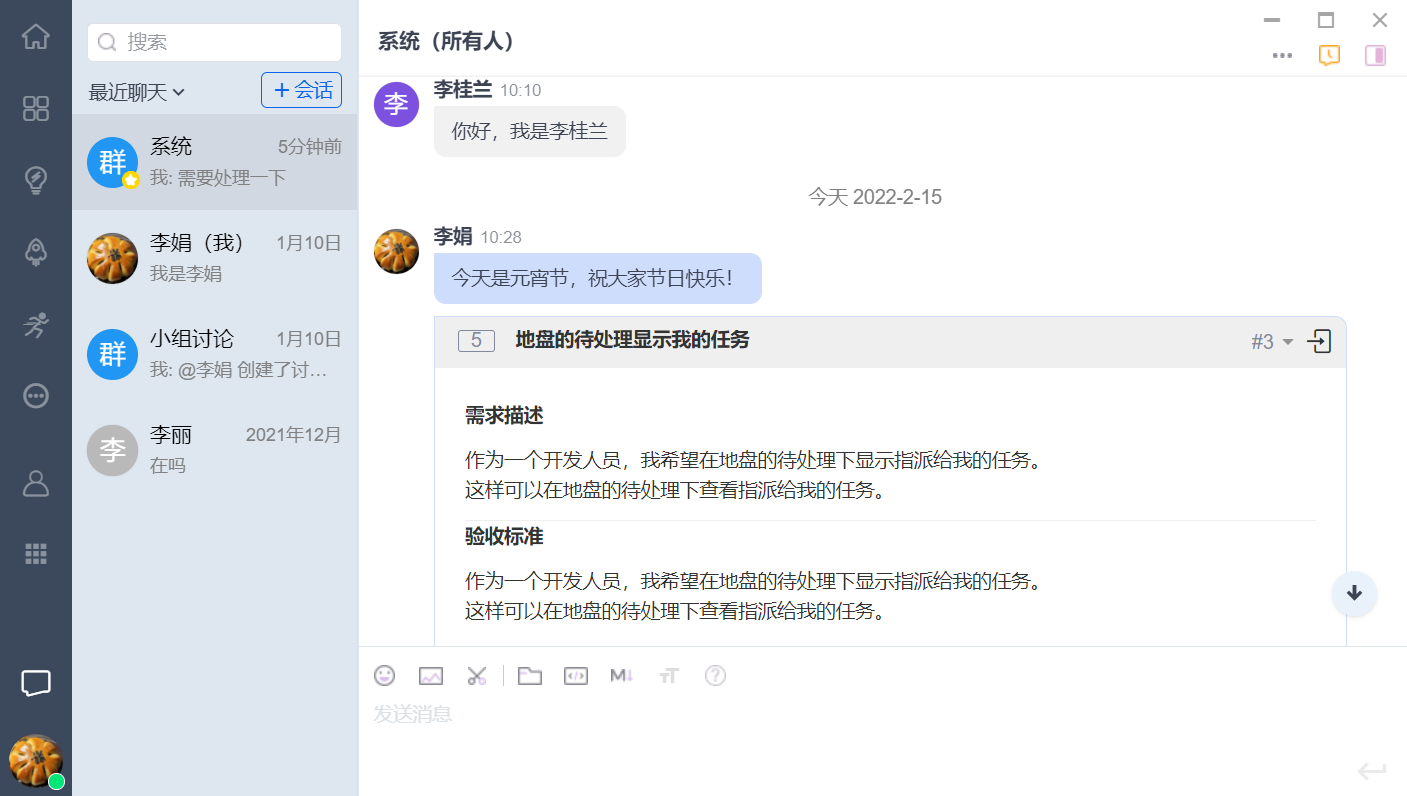 搜索
最近聊天
+会话
群
系统
5分钟前
我: 需要处理一下
李娟（我）
1月10日
我是李娟
群
小组讨论
1月10日
我: @李娟 创建了讨...
李
李丽
2021年12月
在吗
系统（所有人）
李
李桂兰 10:10
你好，我是李桂兰
今天 2022-2-15
李娟 10:28
今天是元宵节，祝大家节日快乐！
5 地盘的待处理显示我的任务 #3
需求描述
作为一个开发人员，我希望在地盘的待处理下显示指派给我的任务。
这样可以在地盘的待处理下查看指派给我的任务。
验收标准
作为一个开发人员，我希望在地盘的待处理下显示指派给我的任务。
这样可以在地盘的待处理下查看指派给我的任务。
M↓
тT
?
发送消息